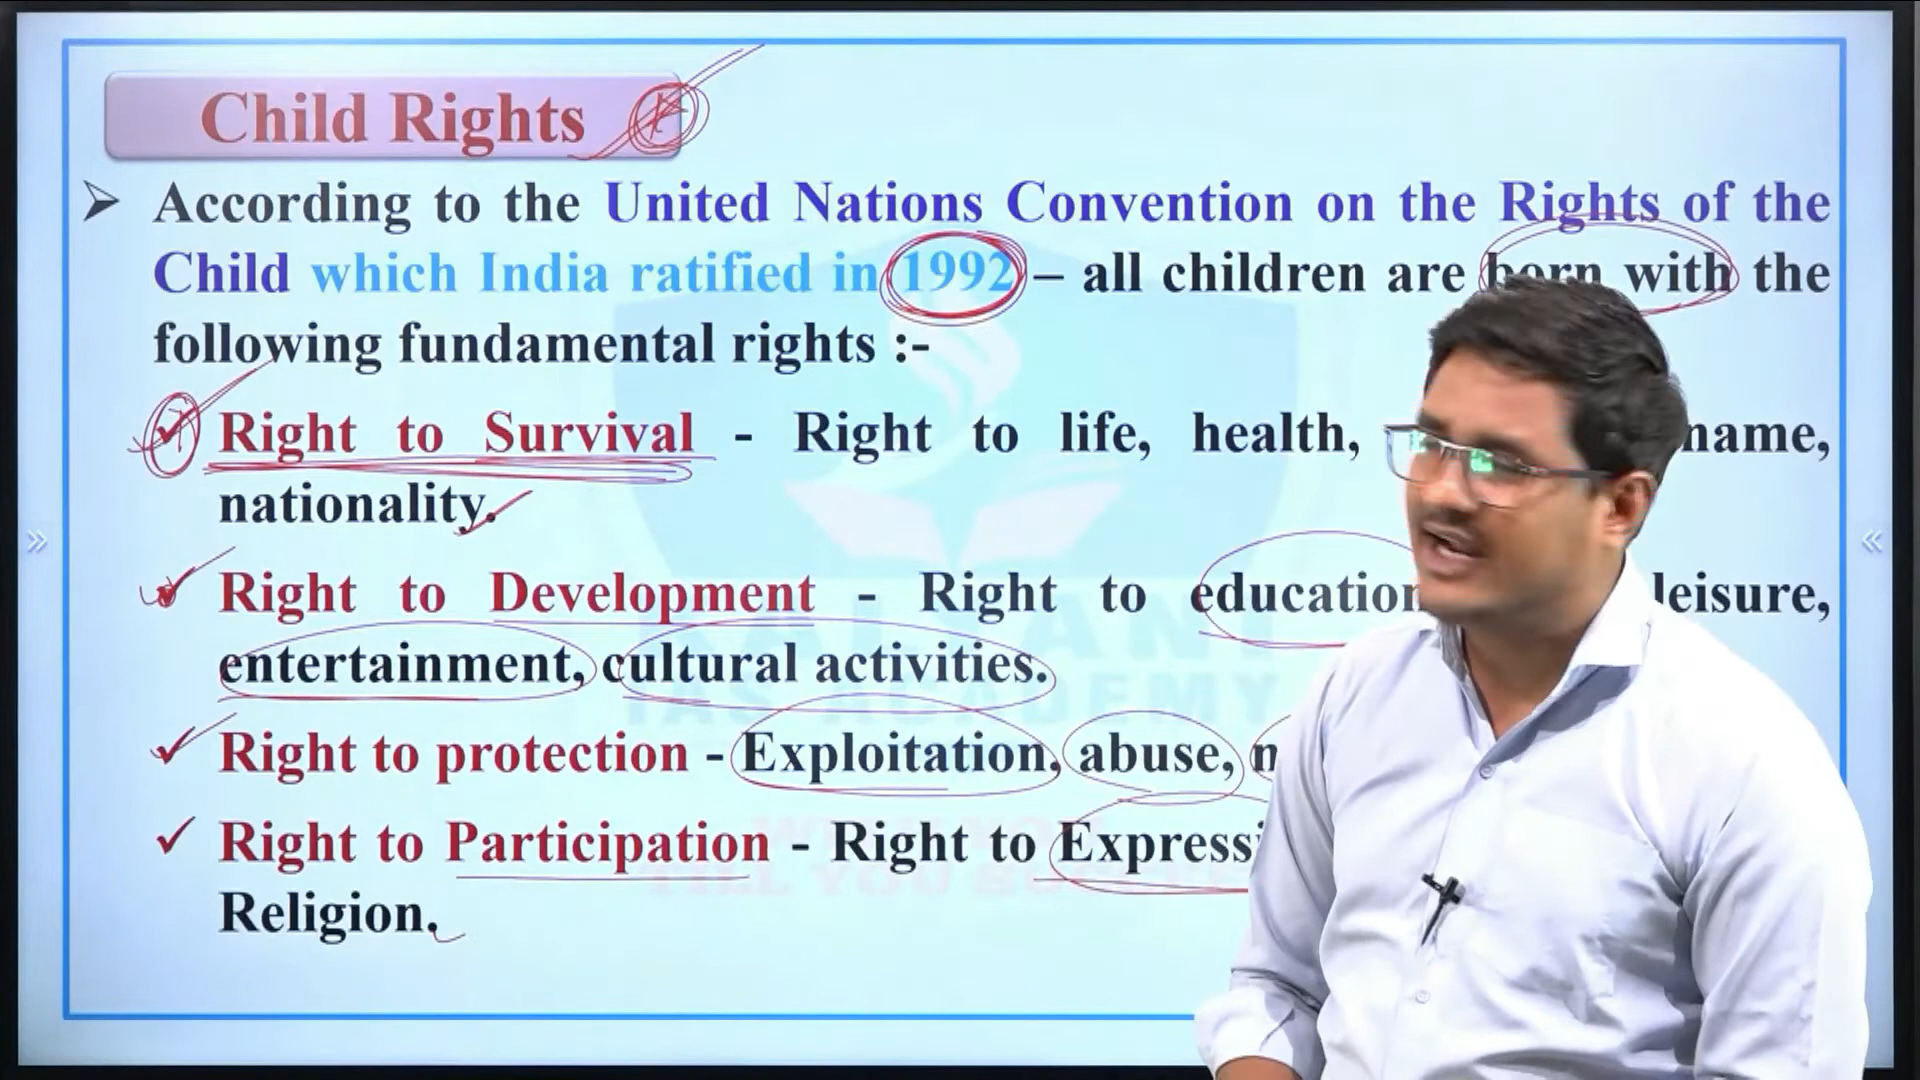 Child Rights
According to the United Nations Convention on the Rights of the
Child which India ratified in 1992 – all children are born with the
following fundamental rights :-
Right to Survival - Right to life, health, name,
nationality.
Right to Development - Right to education leisure,
entertainment, cultural activities.
Right to protection - Exploitation, abuse,
Right to Participation - Right to
Religion.
IAS ACADEMY